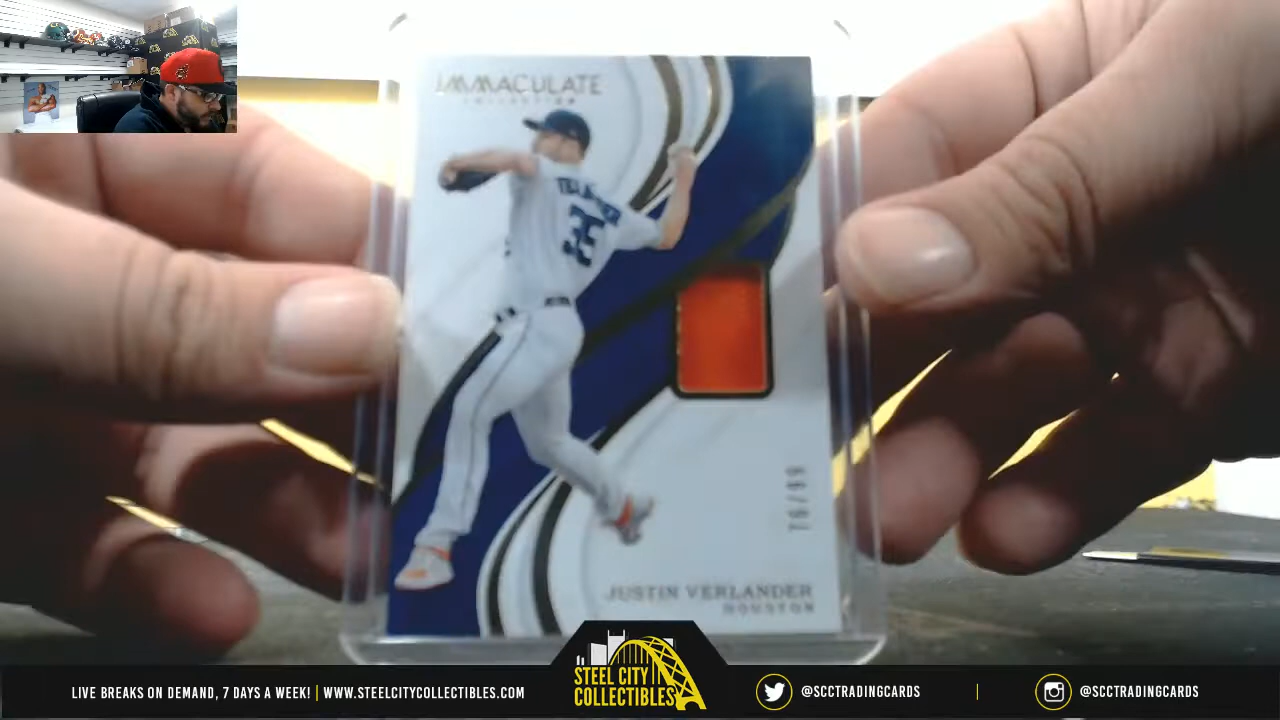 IMMACULATE
COLLECTION
35
JUSTIN VERLANDER
HOUSTON
STEEL CITY
COLLECTIBLES
LIVE BREAKS ON DEMAND, 7 DAYS A WEEK! | WWW.STEELCITYCOLLECTIBLES.COM
@SCCTRADINGCARDS | @SCCTRADINGCARDS